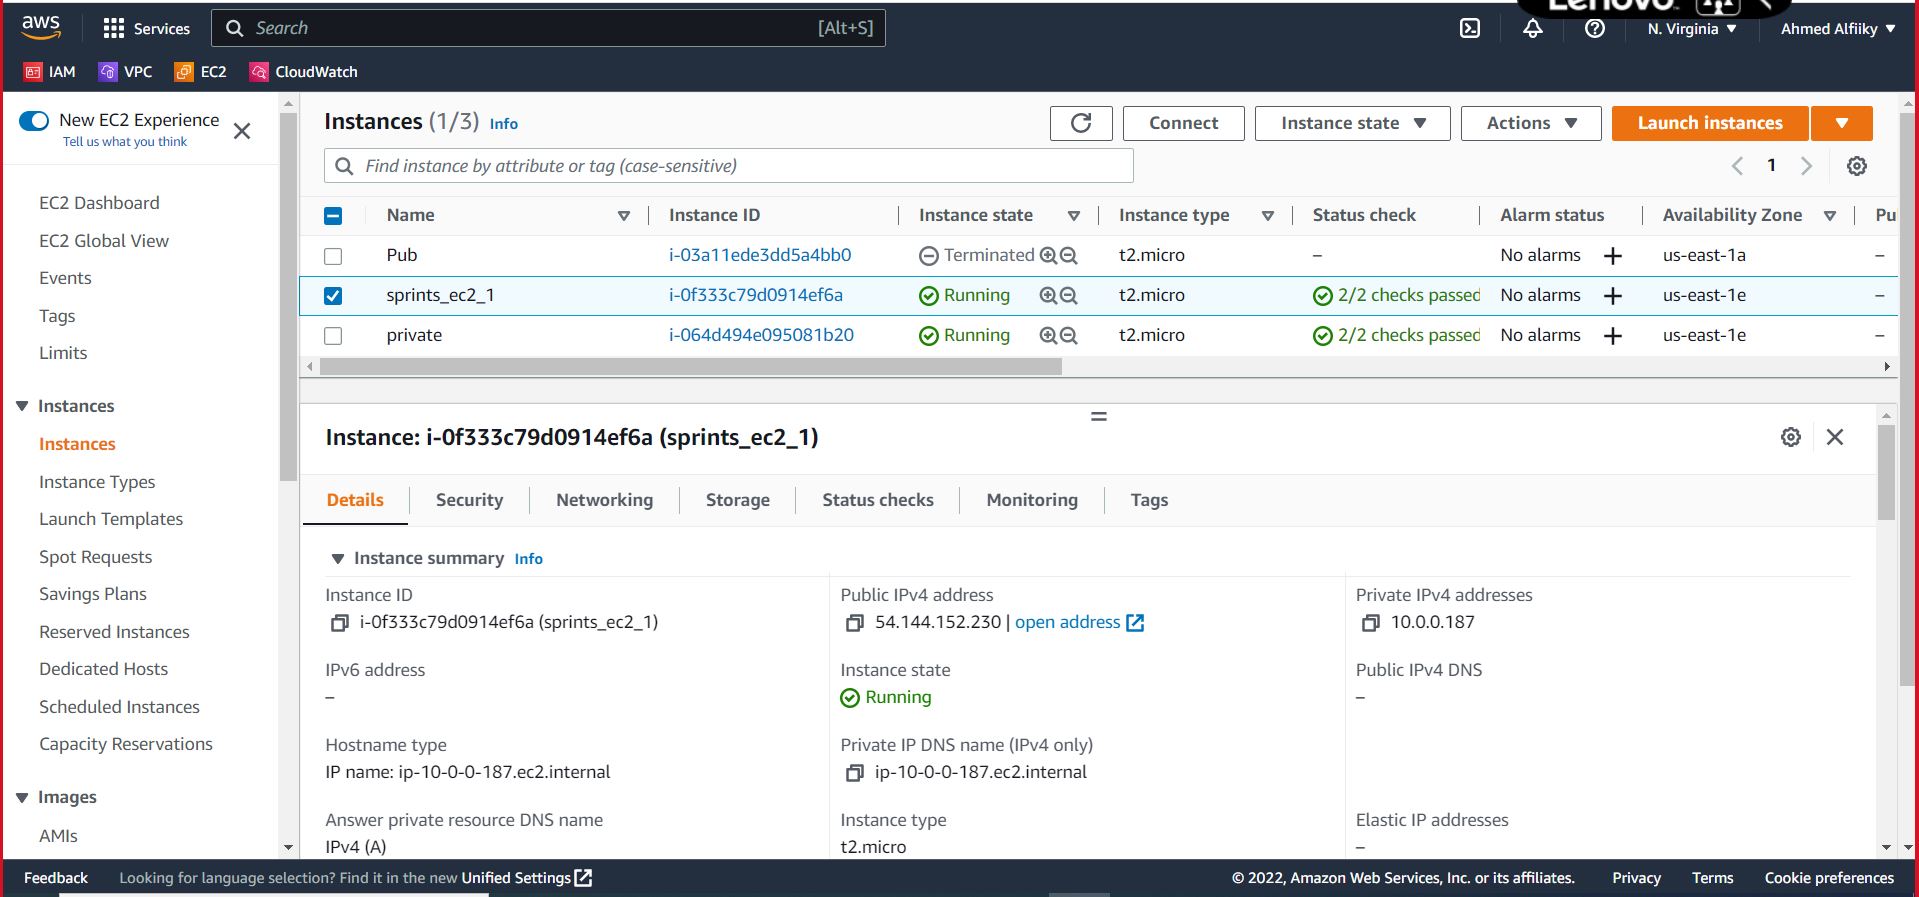 Lenovo
aws Services Search [Alt+S] N. Virginia Ahmed Alfiiky
IAM VPC EC2 CloudWatch
New EC2 Experience
Tell us what you think
EC2 Dashboard
EC2 Global View
Events
Tags
Limits
Instances
Instances
Instance Types
Launch Templates
Spot Requests
Savings Plans
Reserved Instances
Dedicated Hosts
Scheduled Instances
Capacity Reservations
Images
AMIs
Instances (1/3) Info Connect Instance state Actions Launch instances
Find instance by attribute or tag (case-sensitive) 1
Name Instance ID Instance state Instance type Status check Alarm status Availability Zone Pu
Pub i-03a11ede3dd5a4bb0 Terminated t2.micro – No alarms + us-east-1a –
sprints_ec2_1 i-0f333c79d0914ef6a Running t2.micro 2/2 checks passed No alarms + us-east-1e –
private i-064d494e095081b20 Running t2.micro 2/2 checks passed No alarms + us-east-1e –
Instance: i-0f333c79d0914ef6a (sprints_ec2_1)
Details Security Networking Storage Status checks Monitoring Tags
Instance summary Info
Instance ID Public IPv4 address Private IPv4 addresses
i-0f333c79d0914ef6a (sprints_ec2_1) 54.144.152.230 | open address 10.0.0.187
IPv6 address Instance state Public IPv4 DNS
– Running –
Hostname type Private IP DNS name (IPv4 only)
IP name: ip-10-0-0-187.ec2.internal ip-10-0-0-187.ec2.internal
Answer private resource DNS name Instance type Elastic IP addresses
IPv4 (A) t2.micro –
Feedback Looking for language selection? Find it in the new Unified Settings © 2022, Amazon Web Services, Inc. or its affiliates. Privacy Terms Cookie preferences